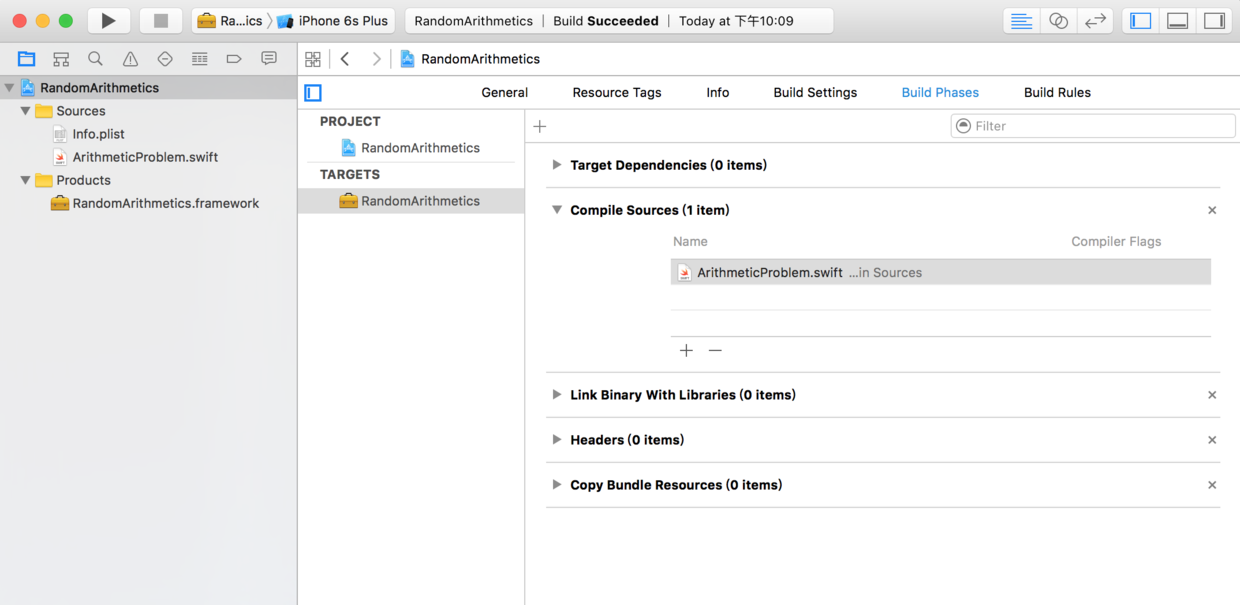 Ra...ics
iPhone 6s Plus
RandomArithmetics | Build Succeeded | Today at 下午10:09
RandomArithmetics
RandomArithmetics
Sources
Info.plist
ArithmeticProblem.swift
Products
RandomArithmetics.framework
General Resource Tags Info Build Settings Build Phases Build Rules
PROJECT
RandomArithmetics
TARGETS
RandomArithmetics
Filter
Target Dependencies (0 items)
Compile Sources (1 item)
Name Compiler Flags
ArithmeticProblem.swift ...in Sources
Link Binary With Libraries (0 items)
Headers (0 items)
Copy Bundle Resources (0 items)